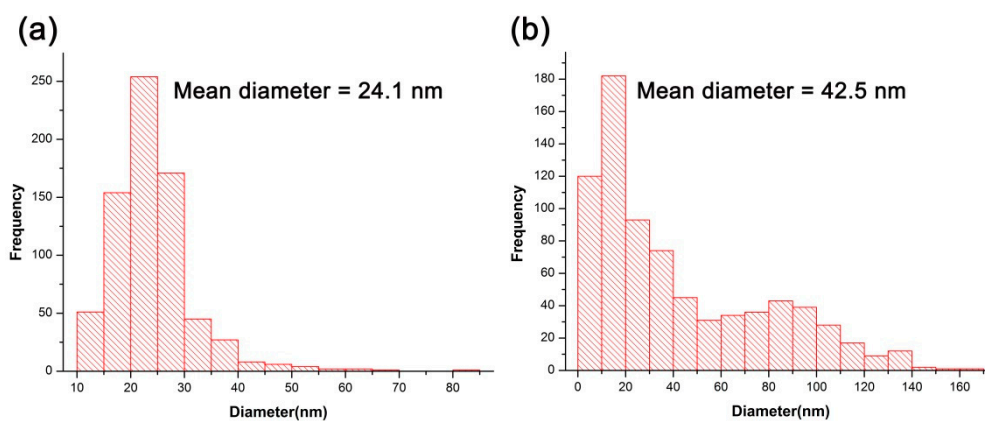 (a)
Mean diameter = 24.1 nm
Frequency
250
200
150
100
50
0
10 20 30 40 50 60 70 80
Diameter(nm)
(b)
Mean diameter = 42.5 nm
Frequency
180
160
140
120
100
80
60
40
20
0
0 20 40 60 80 100 120 140 160
Diameter(nm)